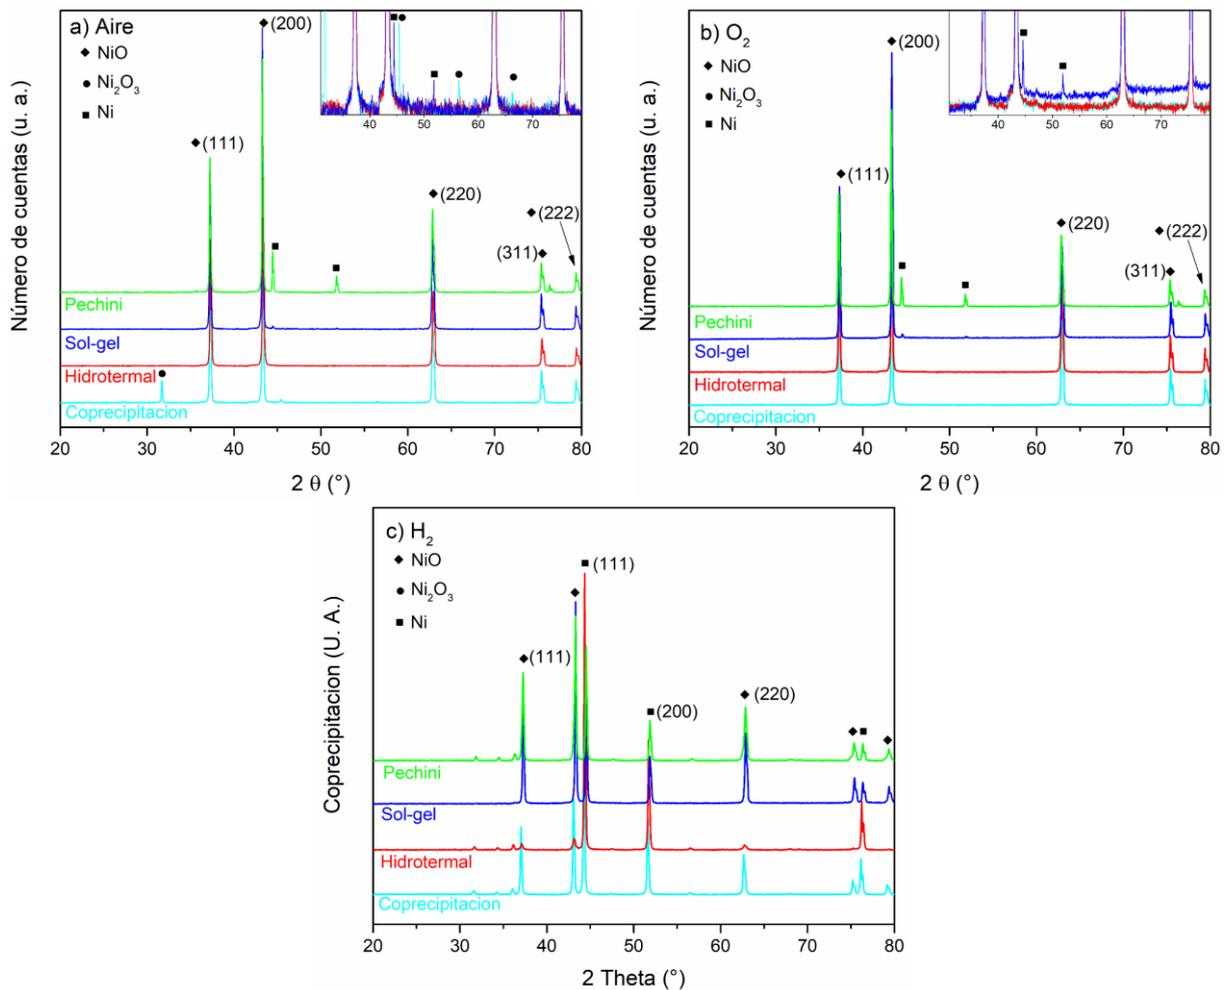 a) Aire
◆ NiO
● Ni₂O₃
■ Ni
Número de cuentas (u. a.)
◆(200)
◆(111)
■ ●
■ ● ●
40 50 60 70
◆(220)
◆(222)
(311)◆
■ ■
Pechini
Sol-gel
Hidrotermal
●
Coprecipitacion
20 30 40 50 60 70 80
2 θ (°)
b) O₂
◆ NiO
● Ni₂O₃
■ Ni
Número de cuentas (u. a.)
◆
(200)
◆(111)
■
■
40 50 60 70
◆(220)
◆(222)
(311)◆
■ ■
Pechini
Sol-gel
Hidrotermal
Coprecipitacion
20 30 40 50 60 70 80
2 θ (°)
c) H₂
◆ NiO
● Ni₂O₃
■ Ni
Coprecipitacion (U. A.)
■(111)
◆
◆(111)
■(200)
◆(220)
◆ ■ ◆
Pechini
Sol-gel
Hidrotermal
Coprecipitacion
20 30 40 50 60 70 80
2 Theta (°)